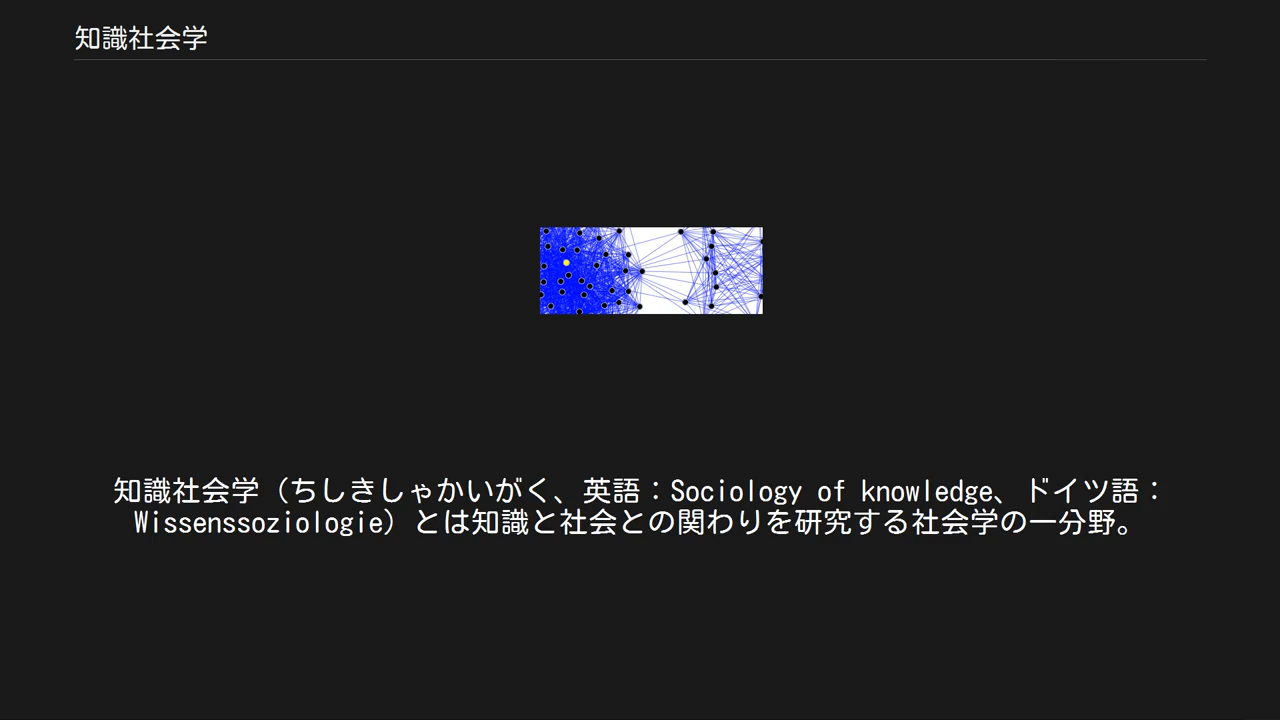 知識社会学
知識社会学（ちしきしゃかいがく、英語：Sociology of knowledge、ドイツ語：
Wissenssoziologie）とは知識と社会との関わりを研究する社会学の一分野。